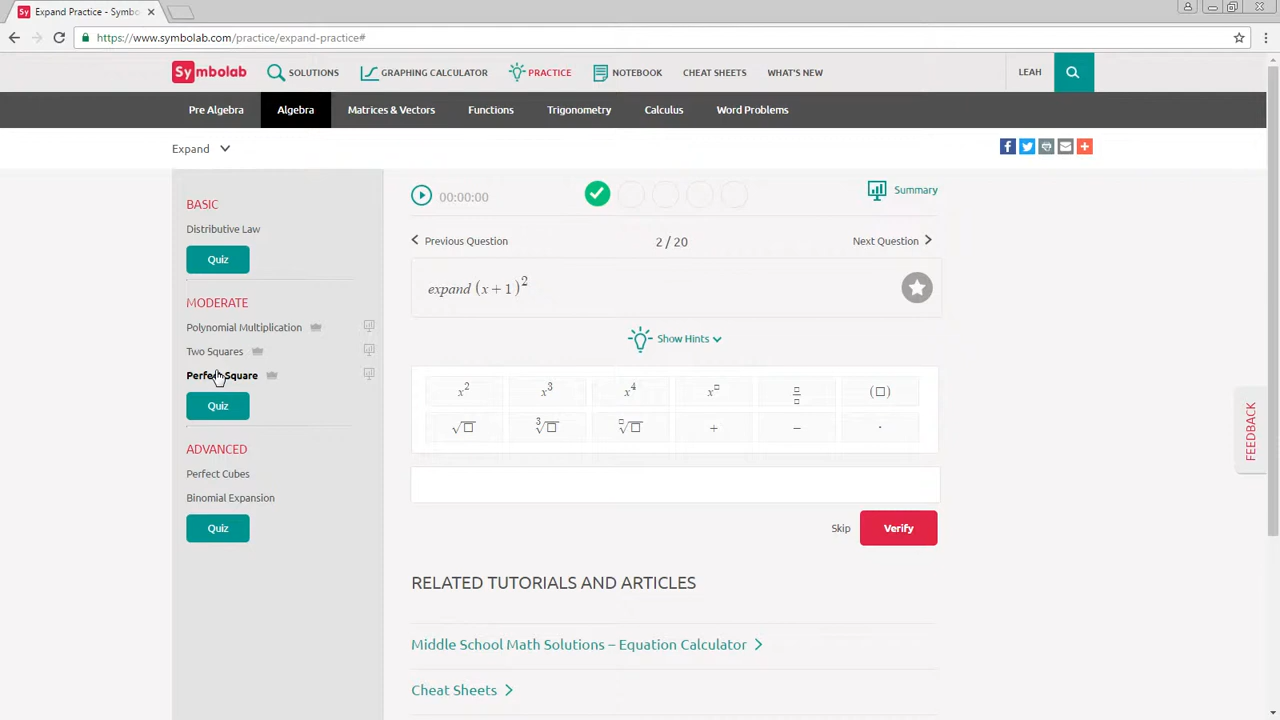 Expand Practice - Symbo
https://www.symbolab.com/practice/expand-practice#
Symbolab SOLUTIONS GRAPHING CALCULATOR PRACTICE NOTEBOOK CHEAT SHEETS WHAT'S NEW LEAH
Pre Algebra Algebra Matrices & Vectors Functions Trigonometry Calculus Word Problems
Expand
BASIC
Distributive Law
Quiz
MODERATE
Polynomial Multiplication
Two Squares
Perfect Square
Quiz
ADVANCED
Perfect Cubes
Binomial Expansion
Quiz
00:00:00
Summary
Previous Question 2 / 20 Next Question
expand (x + 1)²
Show Hints
x² x³ x⁴ x^□ □/□ (□)
√□ ³√□ □√□ + − ·
Skip Verify
RELATED TUTORIALS AND ARTICLES
Middle School Math Solutions – Equation Calculator
Cheat Sheets
FEEDBACK